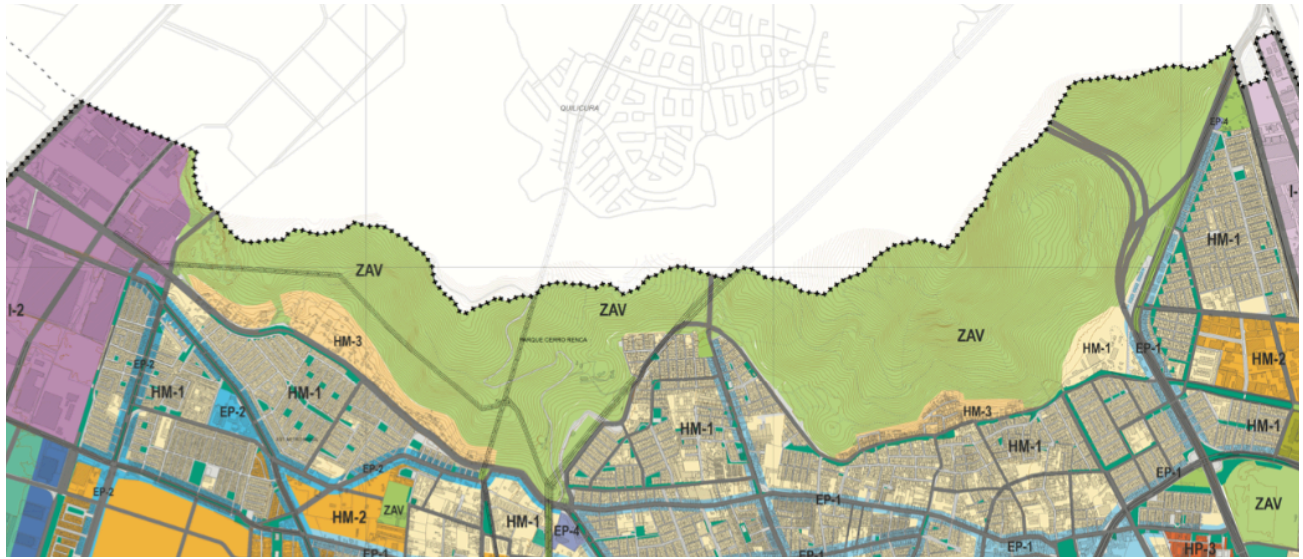 QUILICURA
EP-4
I-
HM-1
ZAV
ZAV
I-2
HM-3
PARQUE CERRO RENCA
ZAV
HM-1
EP-1
HM-2
EP-2
HM-1
HM-1
EP-2
HM-3
HM-1
HM-1
HM-1
EP-2
EP-2
EP-1
EP-1
ZAV
HM-2
ZAV
HM-1
EP-4
EP-1
EP-1
EP-1
HP-2